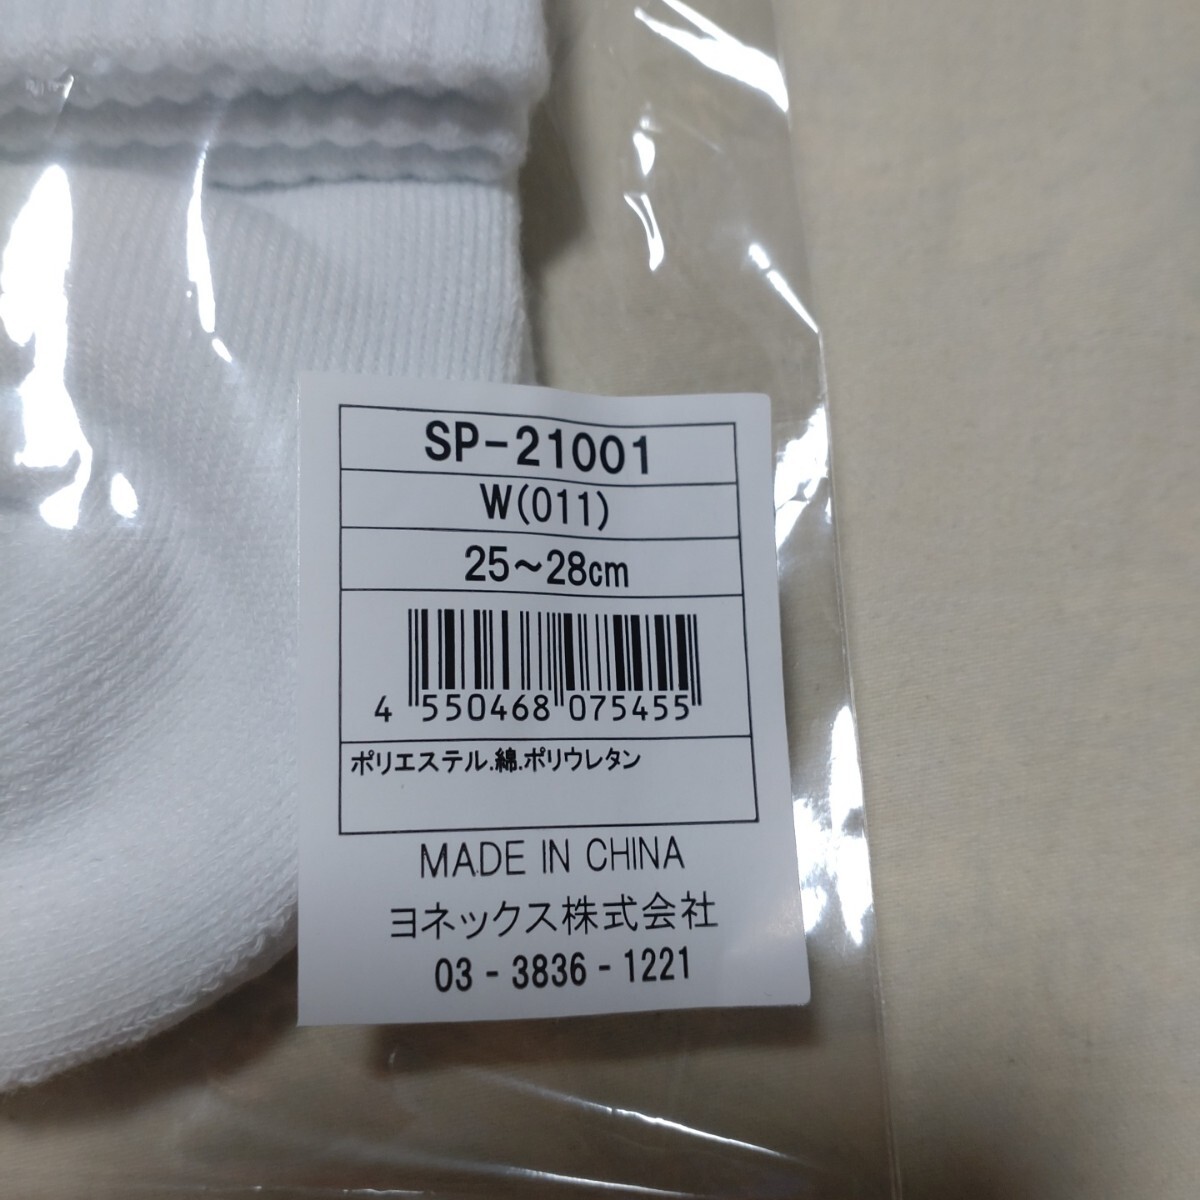 SP-21001
W(011)
25～28cm
4 550468 075455
ポリエステル.綿.ポリウレタン
MADE IN CHINA
ヨネックス株式会社
03 - 3836 - 1221